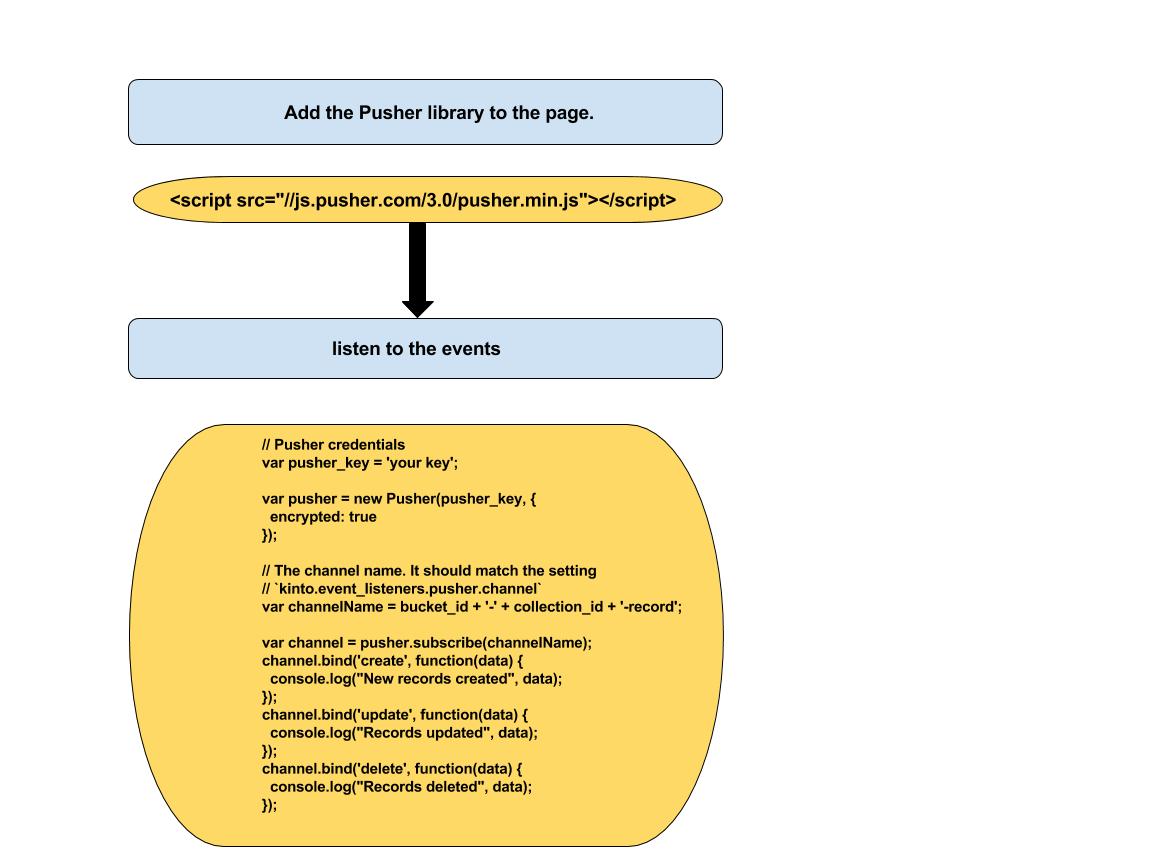 Add the Pusher library to the page.
<script src="//js.pusher.com/3.0/pusher.min.js"></script>
listen to the events
// Pusher credentials
var pusher_key = 'your key';
var pusher = new Pusher(pusher_key, {
  encrypted: true
});
// The channel name. It should match the setting
// `kinto.event_listeners.pusher.channel`
var channelName = bucket_id + '-' + collection_id + '-record';
var channel = pusher.subscribe(channelName);
channel.bind('create', function(data) {
  console.log("New records created", data);
});
channel.bind('update', function(data) {
  console.log("Records updated", data);
});
channel.bind('delete', function(data) {
  console.log("Records deleted", data);
});